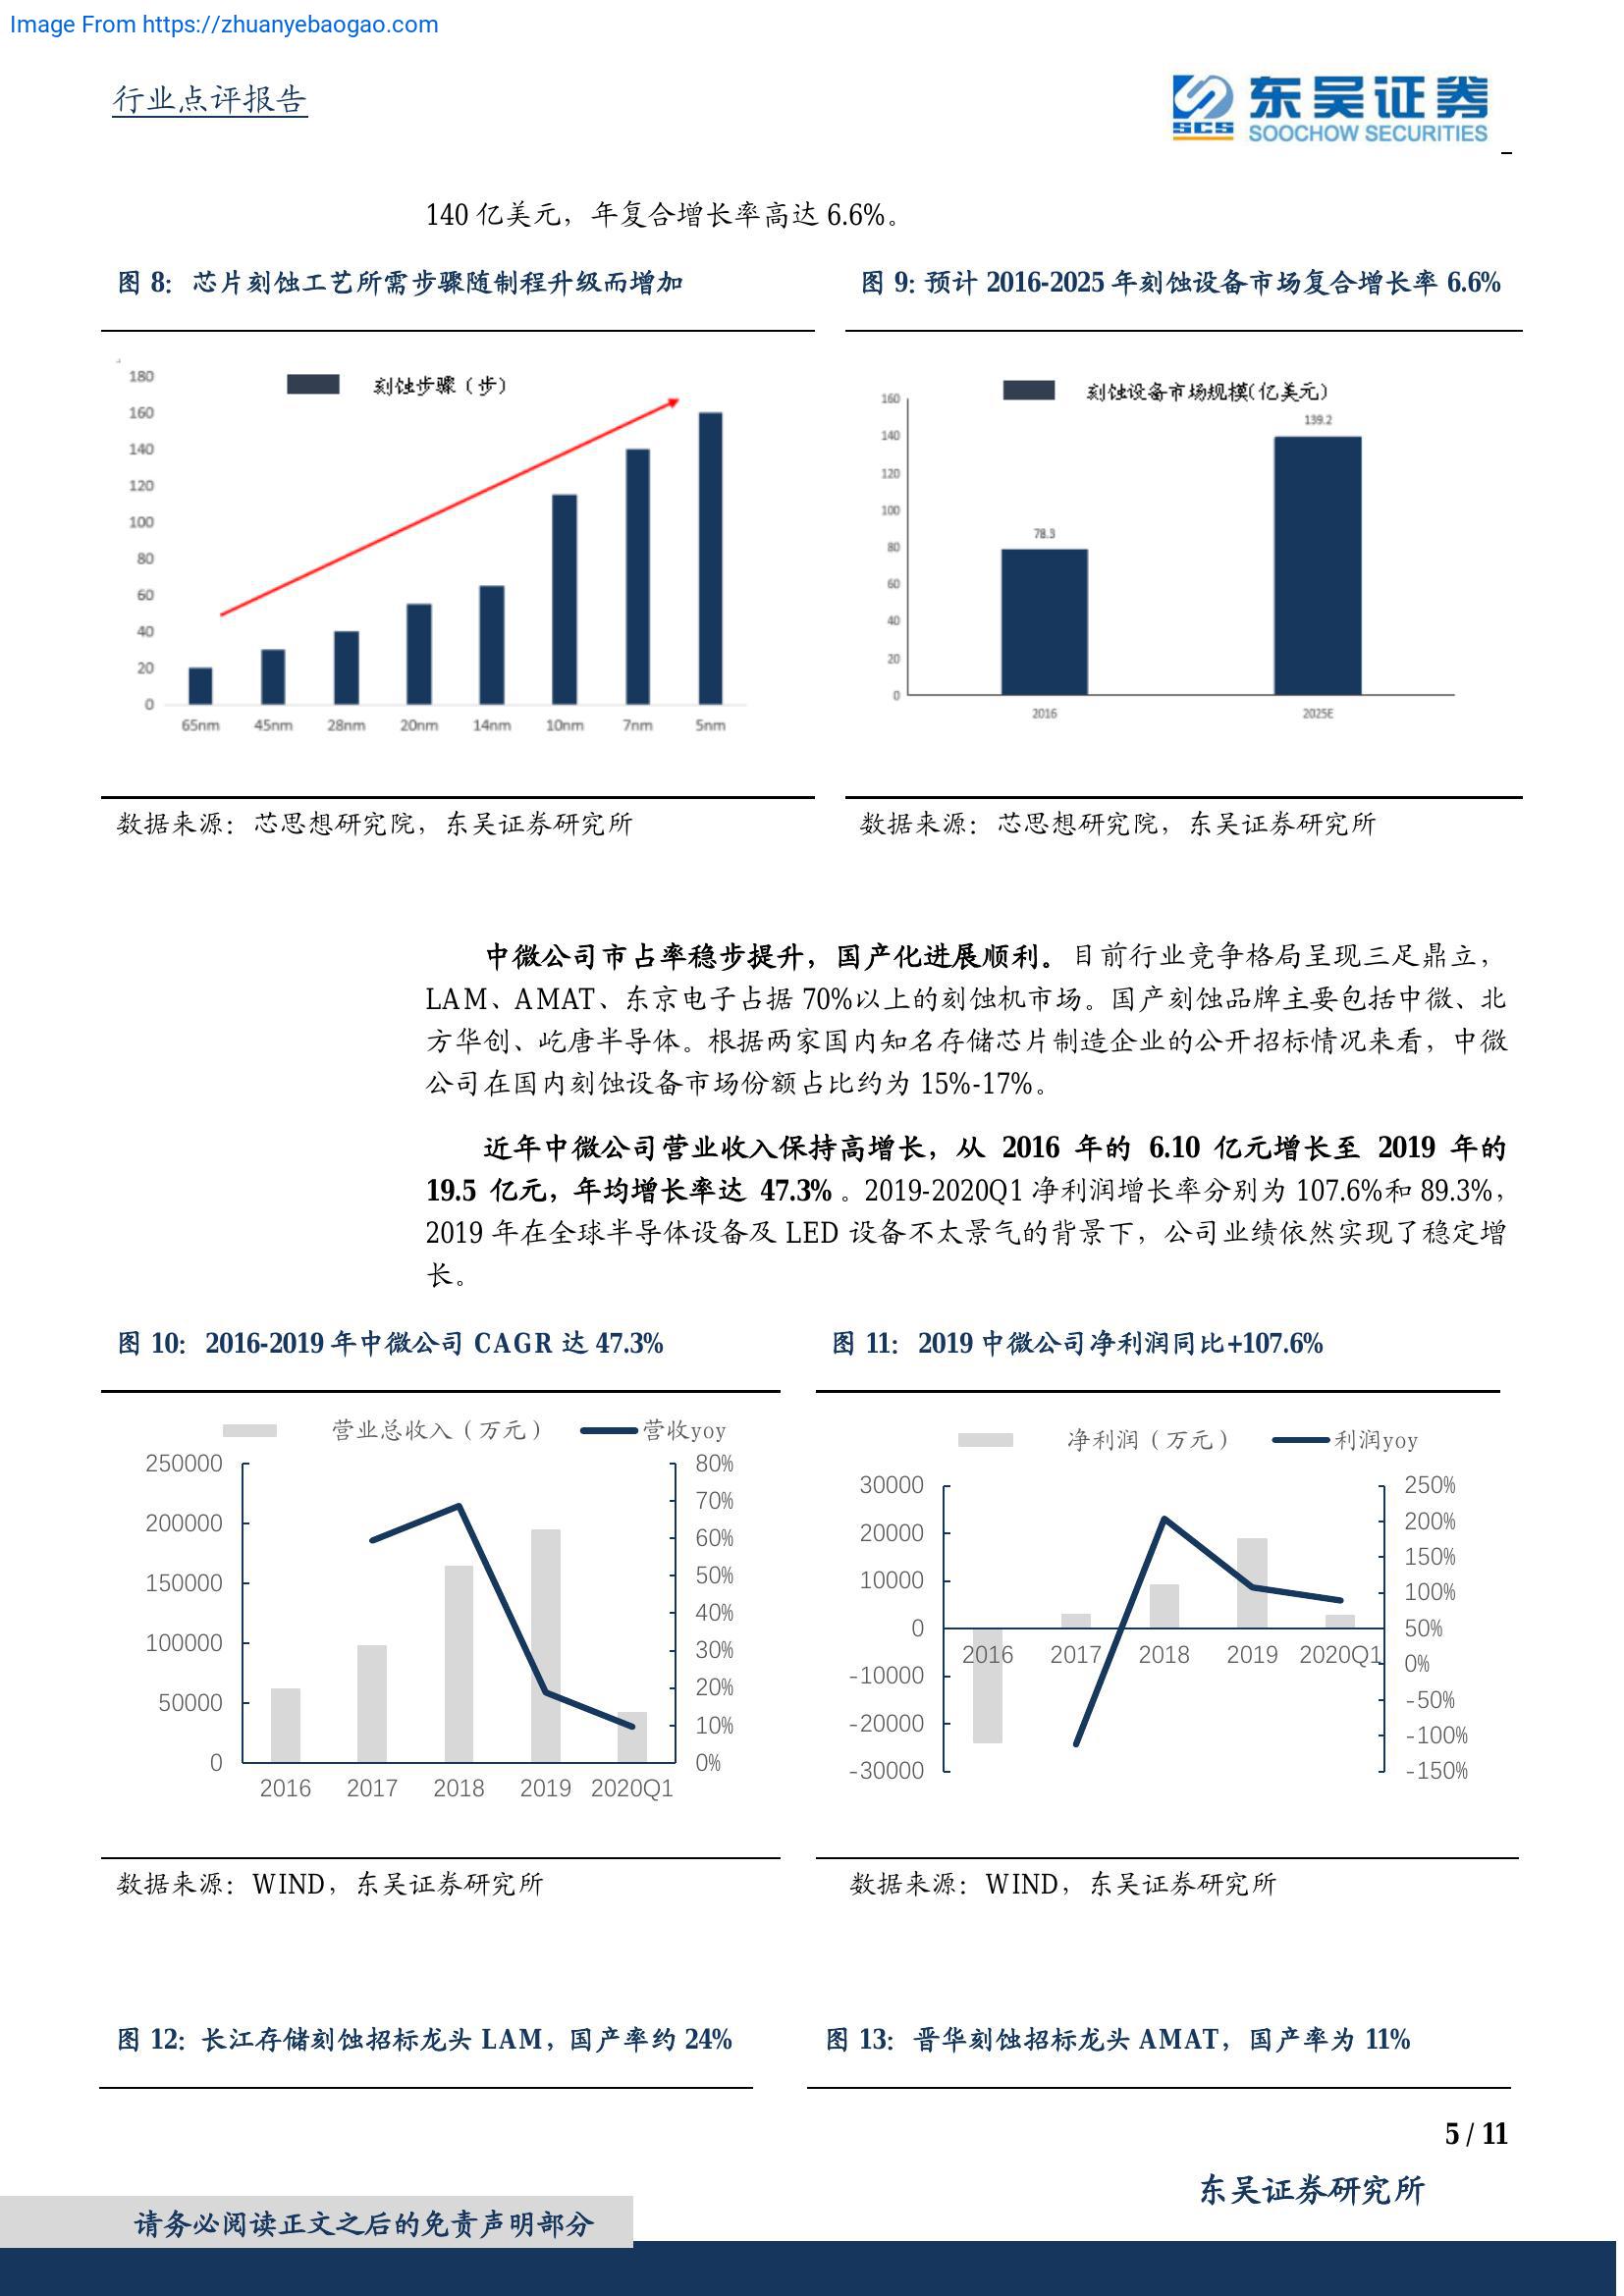 Image From https://zhuanyebaogao.com
行业点评报告
SCS
东吴证券
SOOCHOW SECURITIES
140 亿美元，年复合增长率高达 6.6%。
图 8：芯片刻蚀工艺所需步骤随制程升级而增加
刻蚀步骤（步）
180
160
140
120
100
80
60
40
20
0
65nm 45nm 28nm 20nm 14nm 10nm 7nm 5nm
数据来源：芯思想研究院，东吴证券研究所
图 9: 预计 2016-2025 年刻蚀设备市场复合增长率 6.6%
刻蚀设备市场规模(亿美元)
160
140
120
100
80
60
40
20
0
78.3
139.2
2016 2025E
数据来源：芯思想研究院，东吴证券研究所
中微公司市占率稳步提升，国产化进展顺利。目前行业竞争格局呈现三足鼎立，
LAM、AMAT、东京电子占据 70%以上的刻蚀机市场。国产刻蚀品牌主要包括中微、北
方华创、屹唐半导体。根据两家国内知名存储芯片制造企业的公开招标情况来看，中微
公司在国内刻蚀设备市场份额占比约为 15%-17%。
近年中微公司营业收入保持高增长，从 2016 年的 6.10 亿元增长至 2019 年的
19.5 亿元，年均增长率达 47.3%。2019-2020Q1 净利润增长率分别为 107.6%和 89.3%，
2019 年在全球半导体设备及 LED 设备不太景气的背景下，公司业绩依然实现了稳定增
长。
图 10：2016-2019 年中微公司 CAGR 达 47.3%
营业总收入（万元） 营收yoy
250000
200000
150000
100000
50000
0
80%
70%
60%
50%
40%
30%
20%
10%
0%
2016 2017 2018 2019 2020Q1
数据来源：WIND，东吴证券研究所
图 11：2019 中微公司净利润同比+107.6%
净利润（万元） 利润yoy
30000
20000
10000
0
-10000
-20000
-30000
250%
200%
150%
100%
50%
0%
-50%
-100%
-150%
2016 2017 2018 2019 2020Q1
数据来源：WIND，东吴证券研究所
图 12：长江存储刻蚀招标龙头 LAM，国产率约 24%
图 13：晋华刻蚀招标龙头 AMAT，国产率为 11%
5 / 11
东吴证券研究所
请务必阅读正文之后的免责声明部分